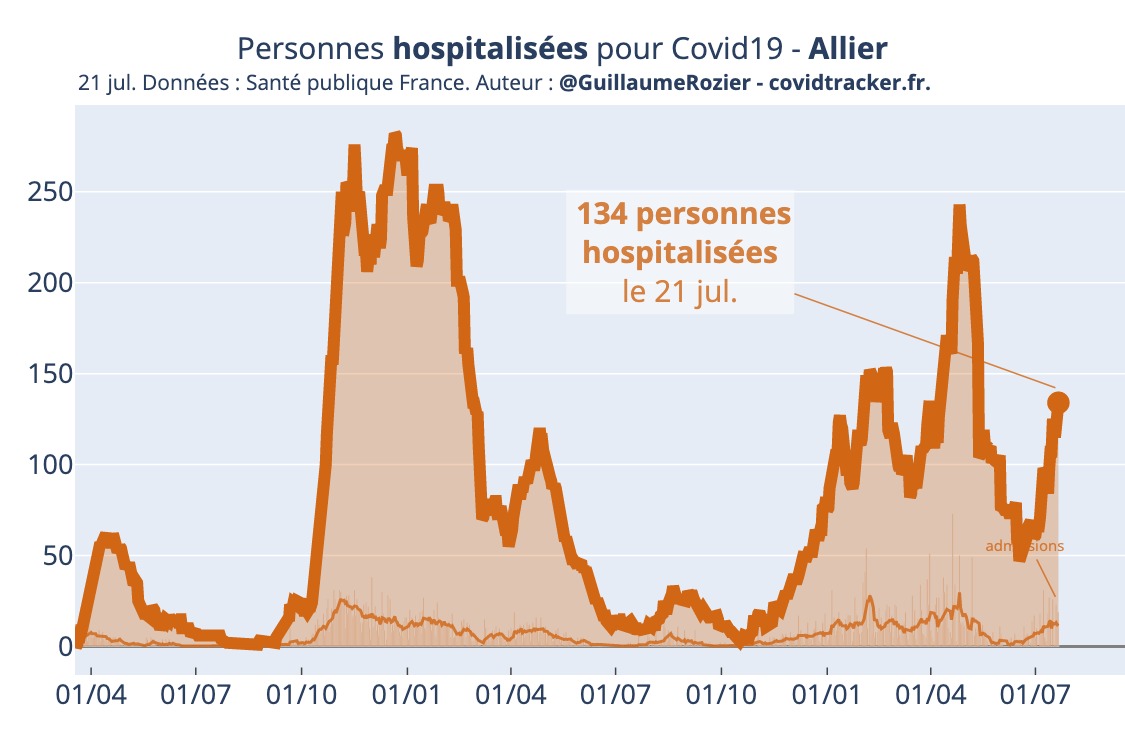 Personnes hospitalisées pour Covid19 - Allier
21 jul. Données : Santé publique France. Auteur : @GuillaumeRozier - covidtracker.fr.
250
200
150
100
50
0
134 personnes
hospitalisées
le 21 jul.
admissions
01/04 01/07 01/10 01/01 01/04 01/07 01/10 01/01 01/04 01/07